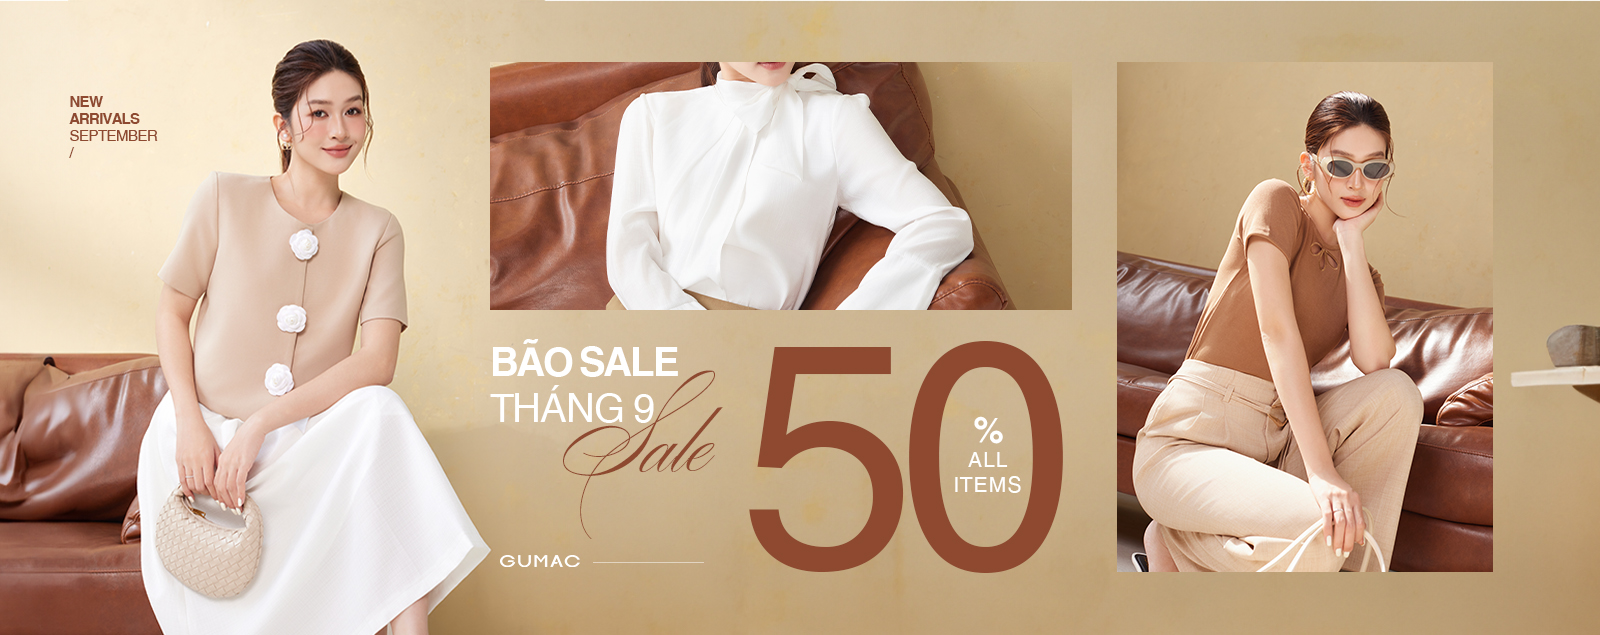 NEW
ARRIVALS
SEPTEMBER
/
BÃO SALE
THÁNG 9
Sale
50
%
ALL
ITEMS
GUMAC